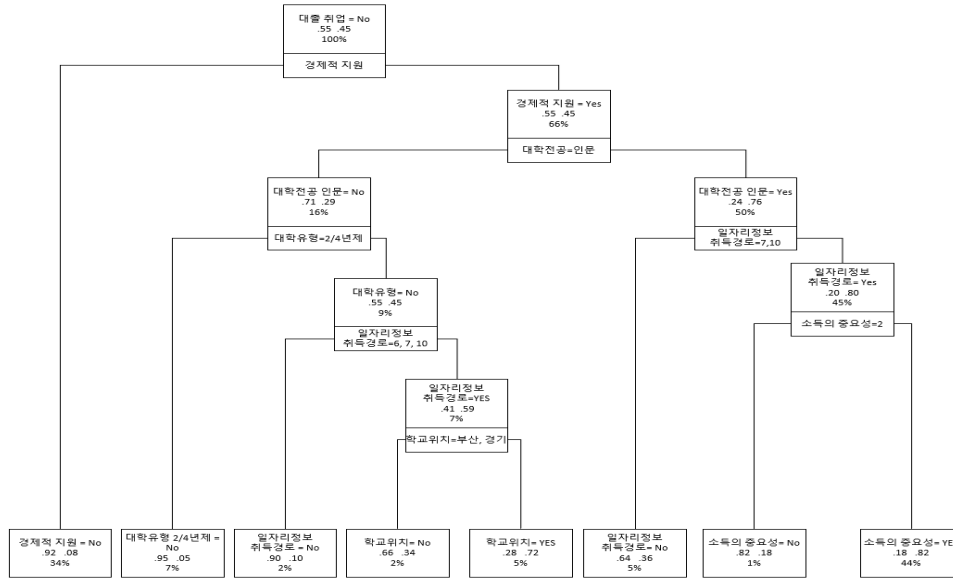 대졸 취업 = No
.55 .45
100%
경제적 지원
경제적 지원 = Yes
.55 .45
66%
대학전공=인문
대학전공 인문= No
.71 .29
16%
대학유형=2/4년제
대학전공 인문= Yes
.24 .76
50%
일자리정보
취득경로=7,10
대학유형= No
.55 .45
9%
일자리정보
취득경로=6, 7, 10
일자리정보
취득경로= Yes
.20 .80
45%
소득의 중요성=2
일자리정보
취득경로=YES
.41 .59
7%
학교위치=부산, 경기
경제적 지원 = No
.92 .08
34%
대학유형 2/4년제 =
No
.95 .05
7%
일자리정보
취득경로 = No
.90 .10
2%
학교위치= No
.66 .34
2%
학교위치= YES
.28 .72
5%
일자리정보
취득경로= No
.64 .36
5%
소득의 중요성= No
.82 .18
1%
소득의 중요성= YE
.18 .82
44%